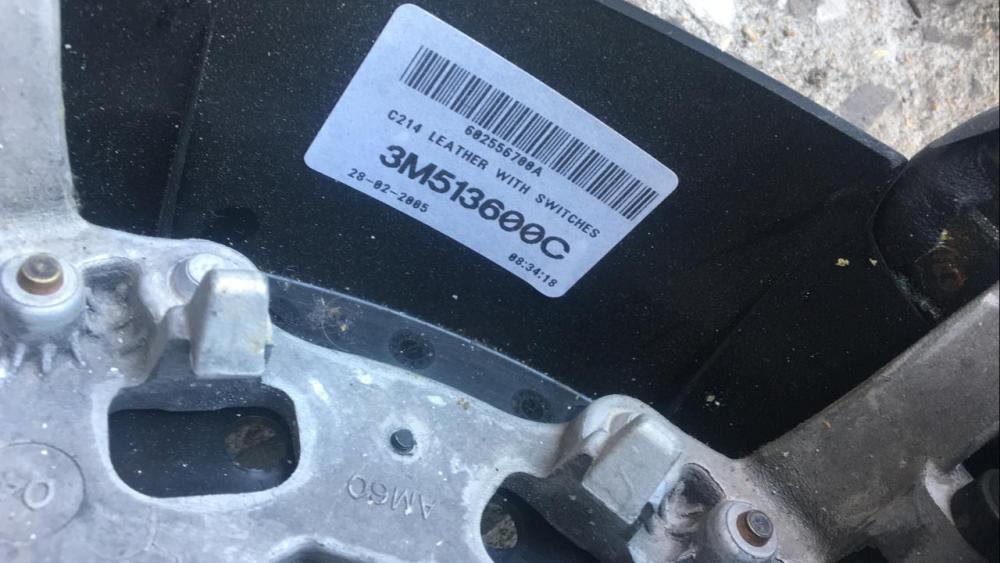 602556700A
C214 LEATHER WITH SWITCHES
3M513600C
28-02-2005
08:34:18
AM60